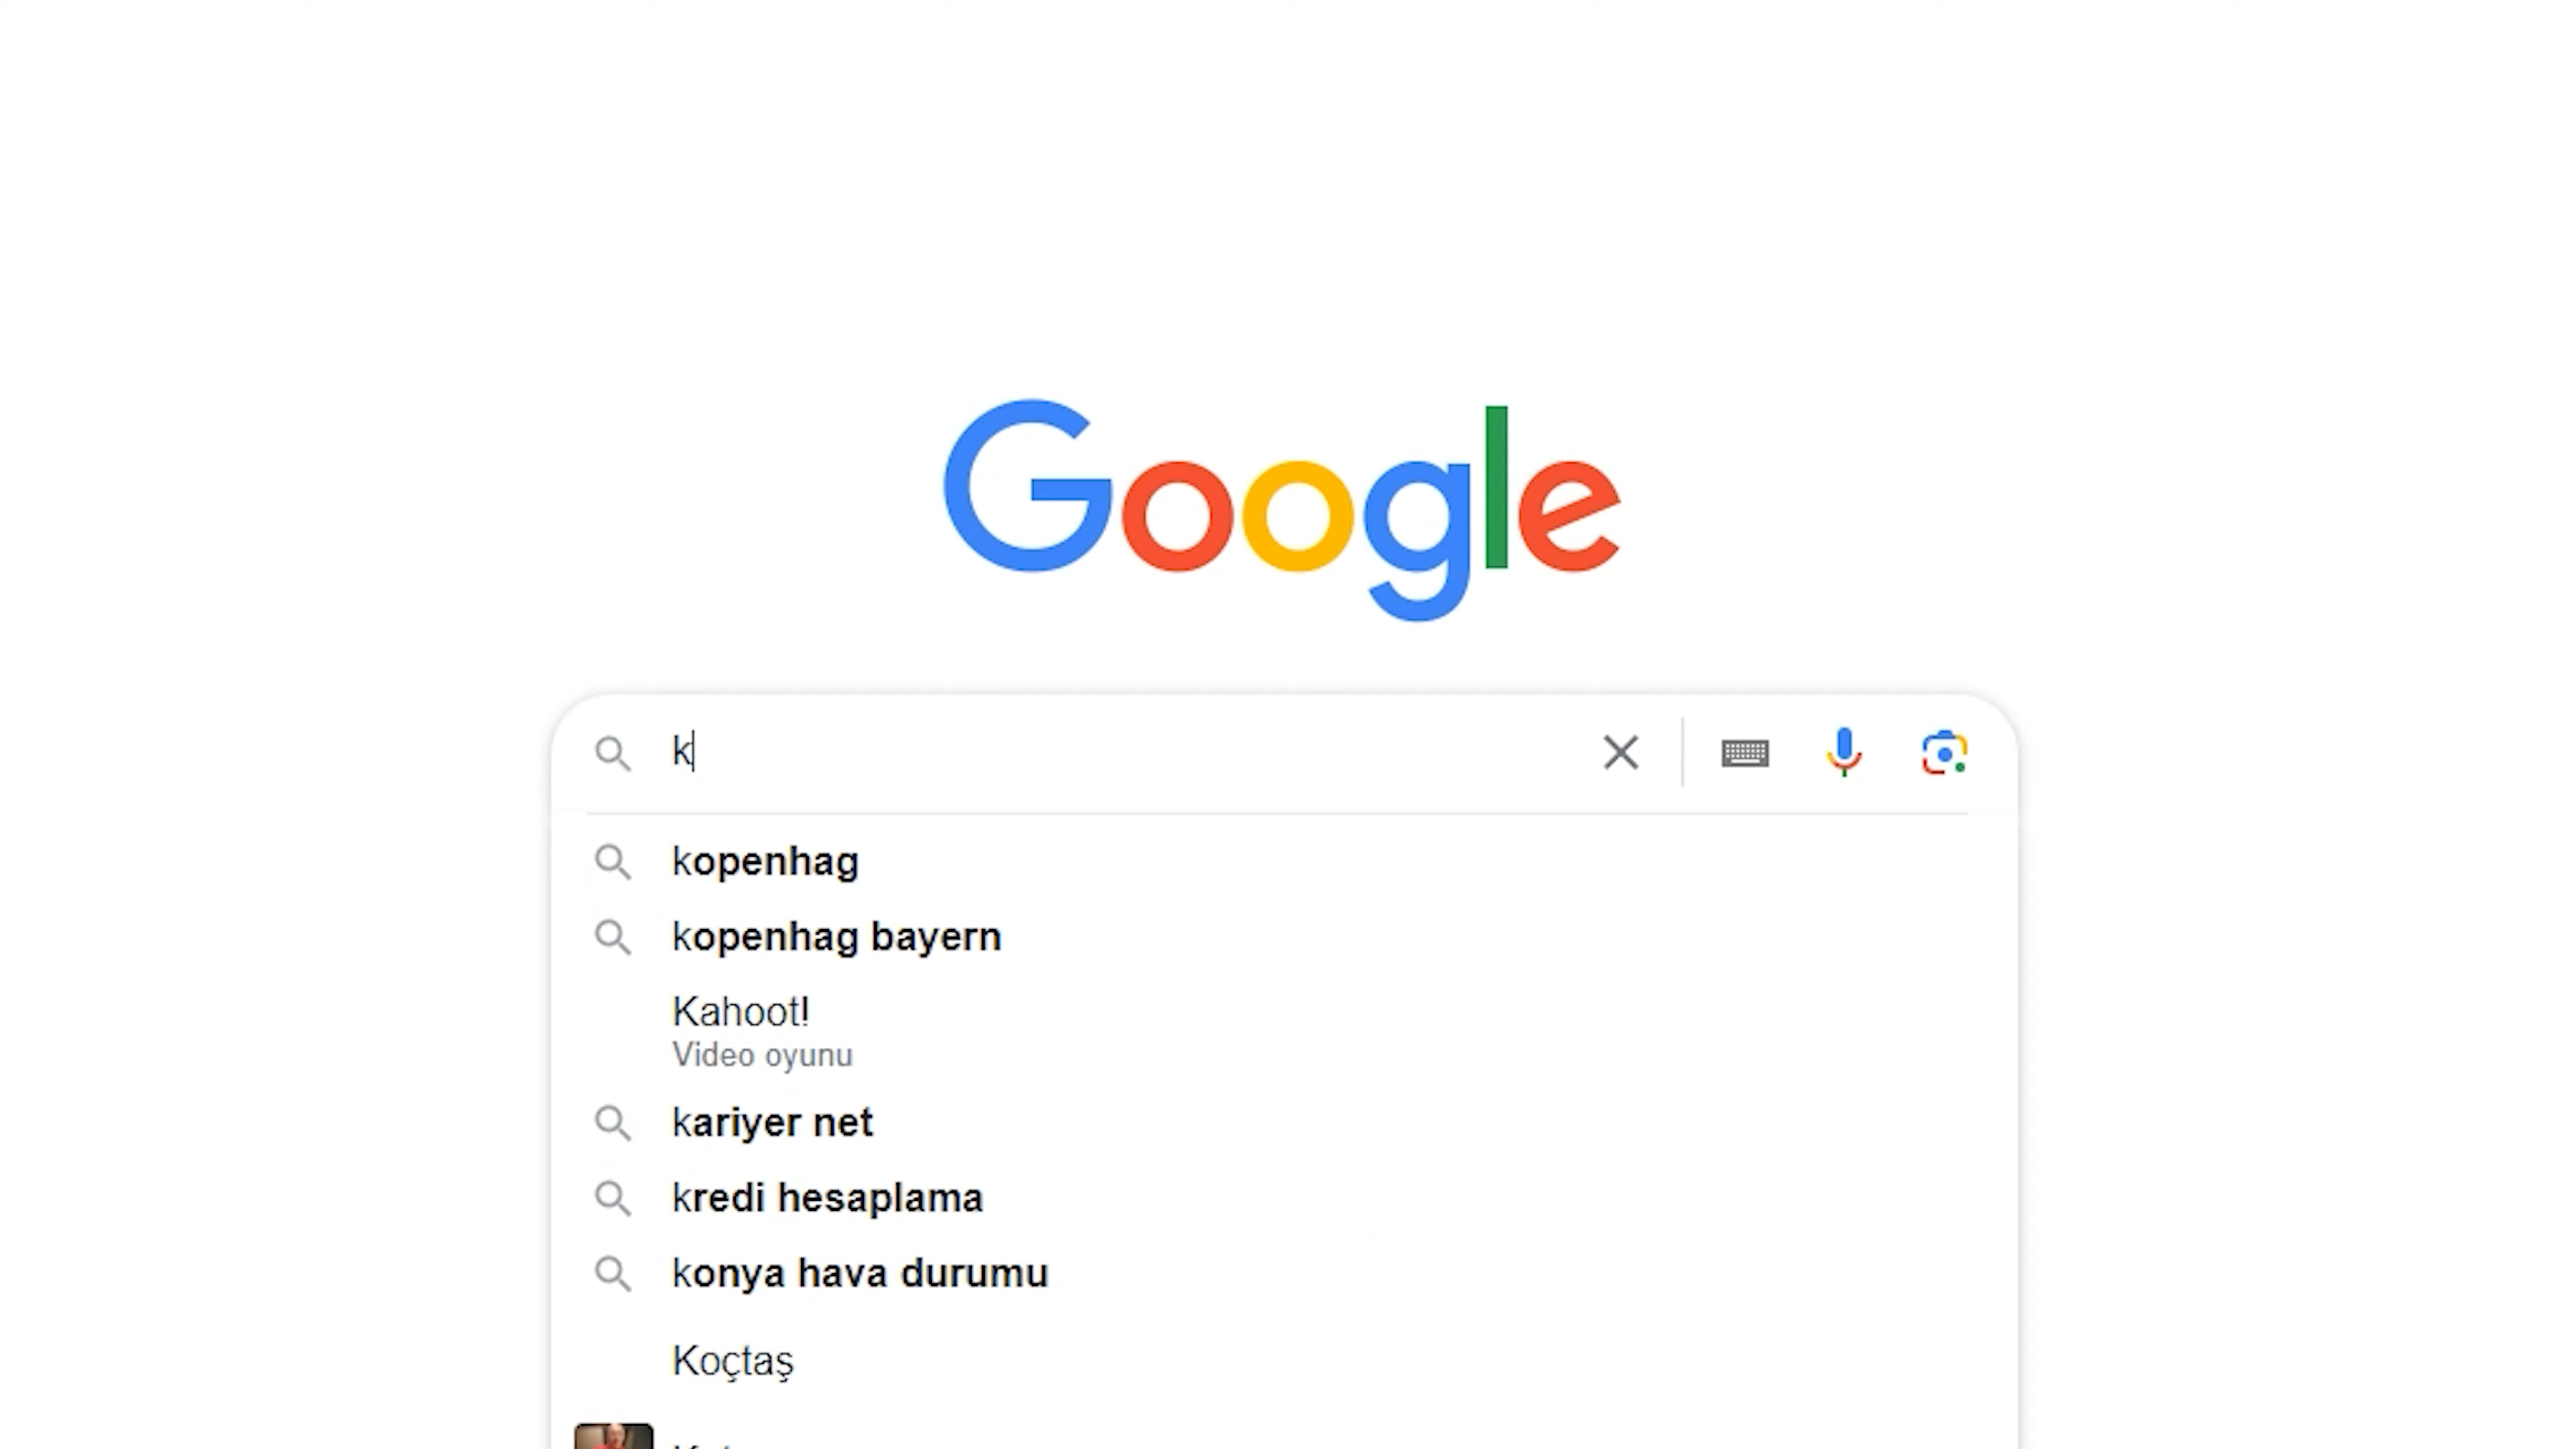 Google
k
kopenhag
kopenhag bayern
Kahoot!
Video oyunu
kariyer net
kredi hesaplama
konya hava durumu
Koçtaş